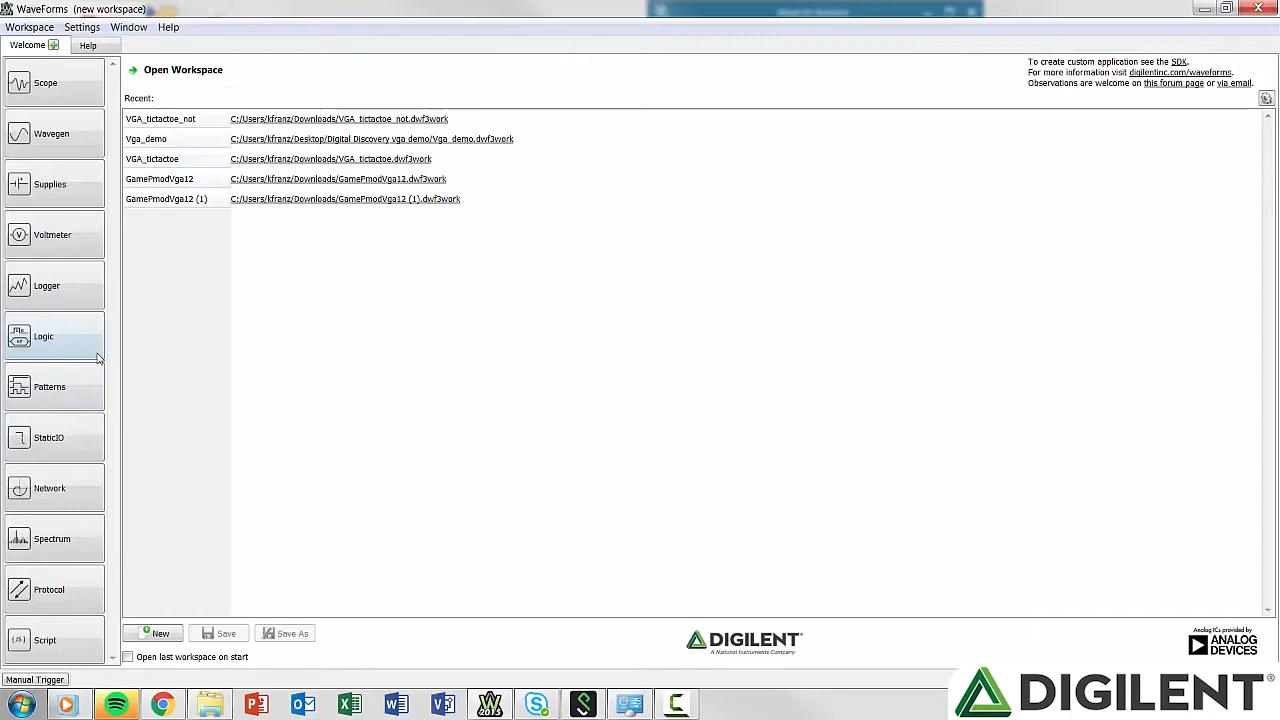 WaveForms (new workspace)
Workspace Settings Window Help
Welcome Help
Open Workspace
To create custom application see the SDK.
For more information visit digilentinc.com/waveforms.
Observations are welcome on this forum page or via email.
Recent:
VGA_tictactoe_not C:/Users/kfranz/Downloads/VGA_tictactoe_not.dwf3work
Vga_demo C:/Users/kfranz/Desktop/Digital Discovery vga demo/Vga_demo.dwf3work
VGA_tictactoe C:/Users/kfranz/Downloads/VGA_tictactoe.dwf3work
GamePmodVga12 C:/Users/kfranz/Downloads/GamePmodVga12.dwf3work
GamePmodVga12 (1) C:/Users/kfranz/Downloads/GamePmodVga12 (1).dwf3work
Scope
Wavegen
Supplies
Voltmeter
Logger
Logic
Patterns
StaticIO
Network
Spectrum
Protocol
Script
New Save Save As
Open last workspace on start
DIGILENT
A National Instruments Company
Analog ICs provided by
ANALOG
DEVICES
Manual Trigger
DIGILENT®